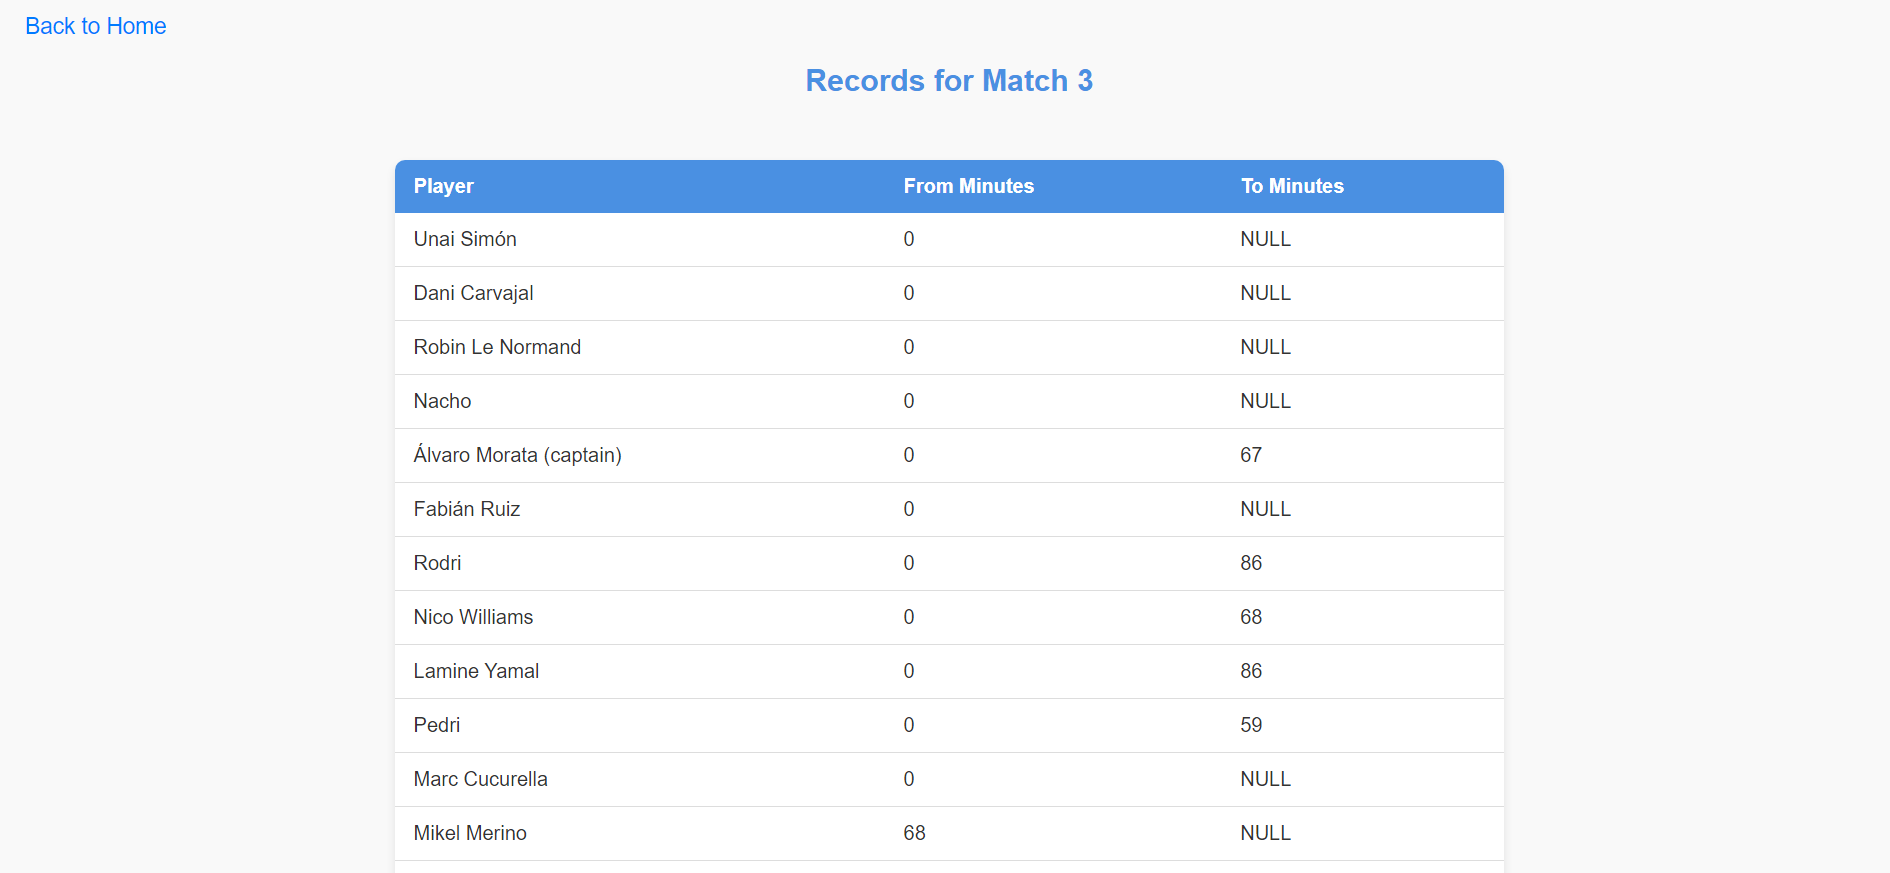 Back to Home
Records for Match 3
Player From Minutes To Minutes
Unai Simón 0 NULL
Dani Carvajal 0 NULL
Robin Le Normand 0 NULL
Nacho 0 NULL
Álvaro Morata (captain) 0 67
Fabián Ruiz 0 NULL
Rodri 0 86
Nico Williams 0 68
Lamine Yamal 0 86
Pedri 0 59
Marc Cucurella 0 NULL
Mikel Merino 68 NULL